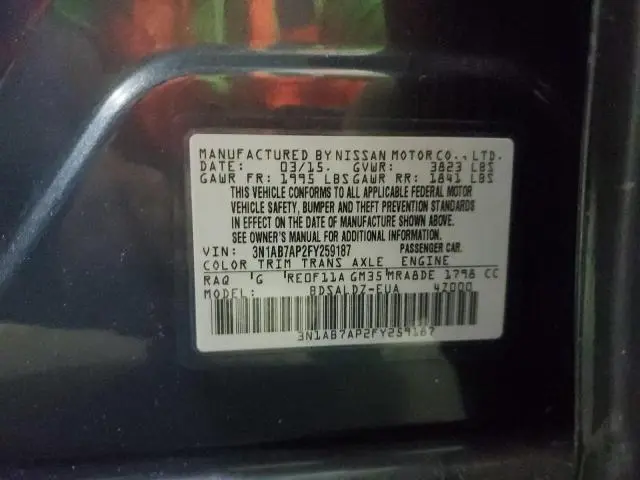 MANUFACTURED BY NISSAN MOTOR CO., LTD.
DATE: 03/15. GVWR: 3823 LBS
GAWR FR: 1995 LBS GAWR RR: 1841 LBS
THIS VEHICLE CONFORMS TO ALL APPLICABLE FEDERAL MOTOR
VEHICLE SAFETY, BUMPER AND THEFT PREVENTION STANDARDS
IN EFFECT ON THE DATE OF MANUFACTURE SHOWN ABOVE.
SEE OWNER'S MANUAL FOR ADDITIONAL INFORMATION.
VIN: 3N1AB7AP2FY259187 PASSENGER CAR.
COLOR TRIM TRANS AXLE ENGINE
RAQ G RE0F11A GM35 MRA8DE 1798 CC
MODEL: BDSALDZ-EUA 42000
3N1AB7AP2FY259187